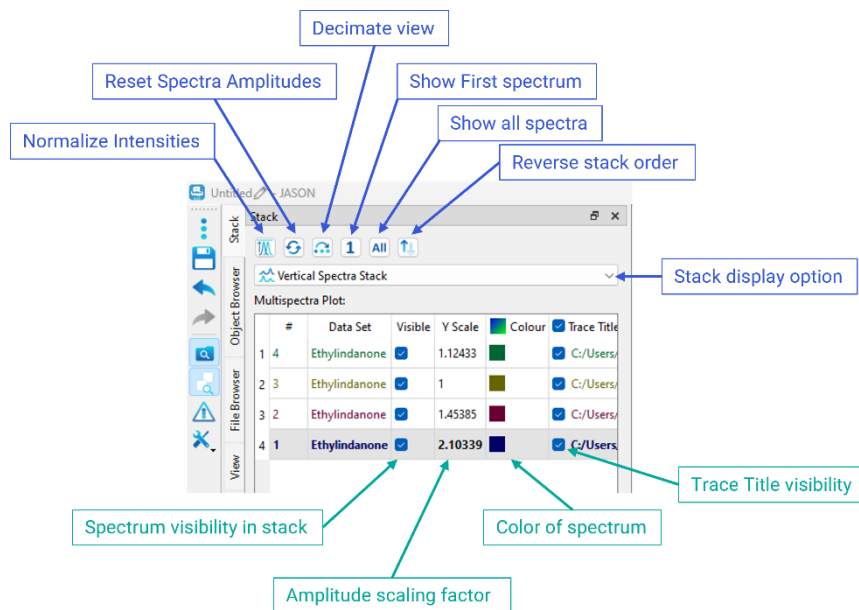 Decimate view
Reset Spectra Amplitudes
Show First spectrum
Normalize Intensities
Show all spectra
Reverse stack order
Untitled - JASON
Stack
Stack
1 All
Vertical Spectra Stack
Stack display option
Object Browser
Multispectra Plot:
# Data Set Visible Y Scale Colour Trace Title
1 4 Ethylindanone 1.12433 C:/Users/
2 3 Ethylindanone 1 C:/Users/
File Browser
3 2 Ethylindanone 1.45385 C:/Users/
4 1 Ethylindanone 2.10339 C:/Users,
View
Trace Title visibility
Spectrum visibility in stack
Color of spectrum
Amplitude scaling factor